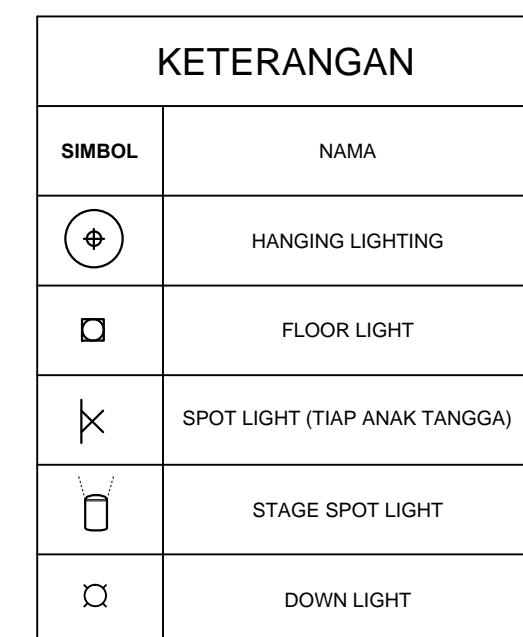 KETERANGAN
SIMBOL NAMA
HANGING LIGHTING
FLOOR LIGHT
SPOT LIGHT (TIAP ANAK TANGGA)
STAGE SPOT LIGHT
DOWN LIGHT